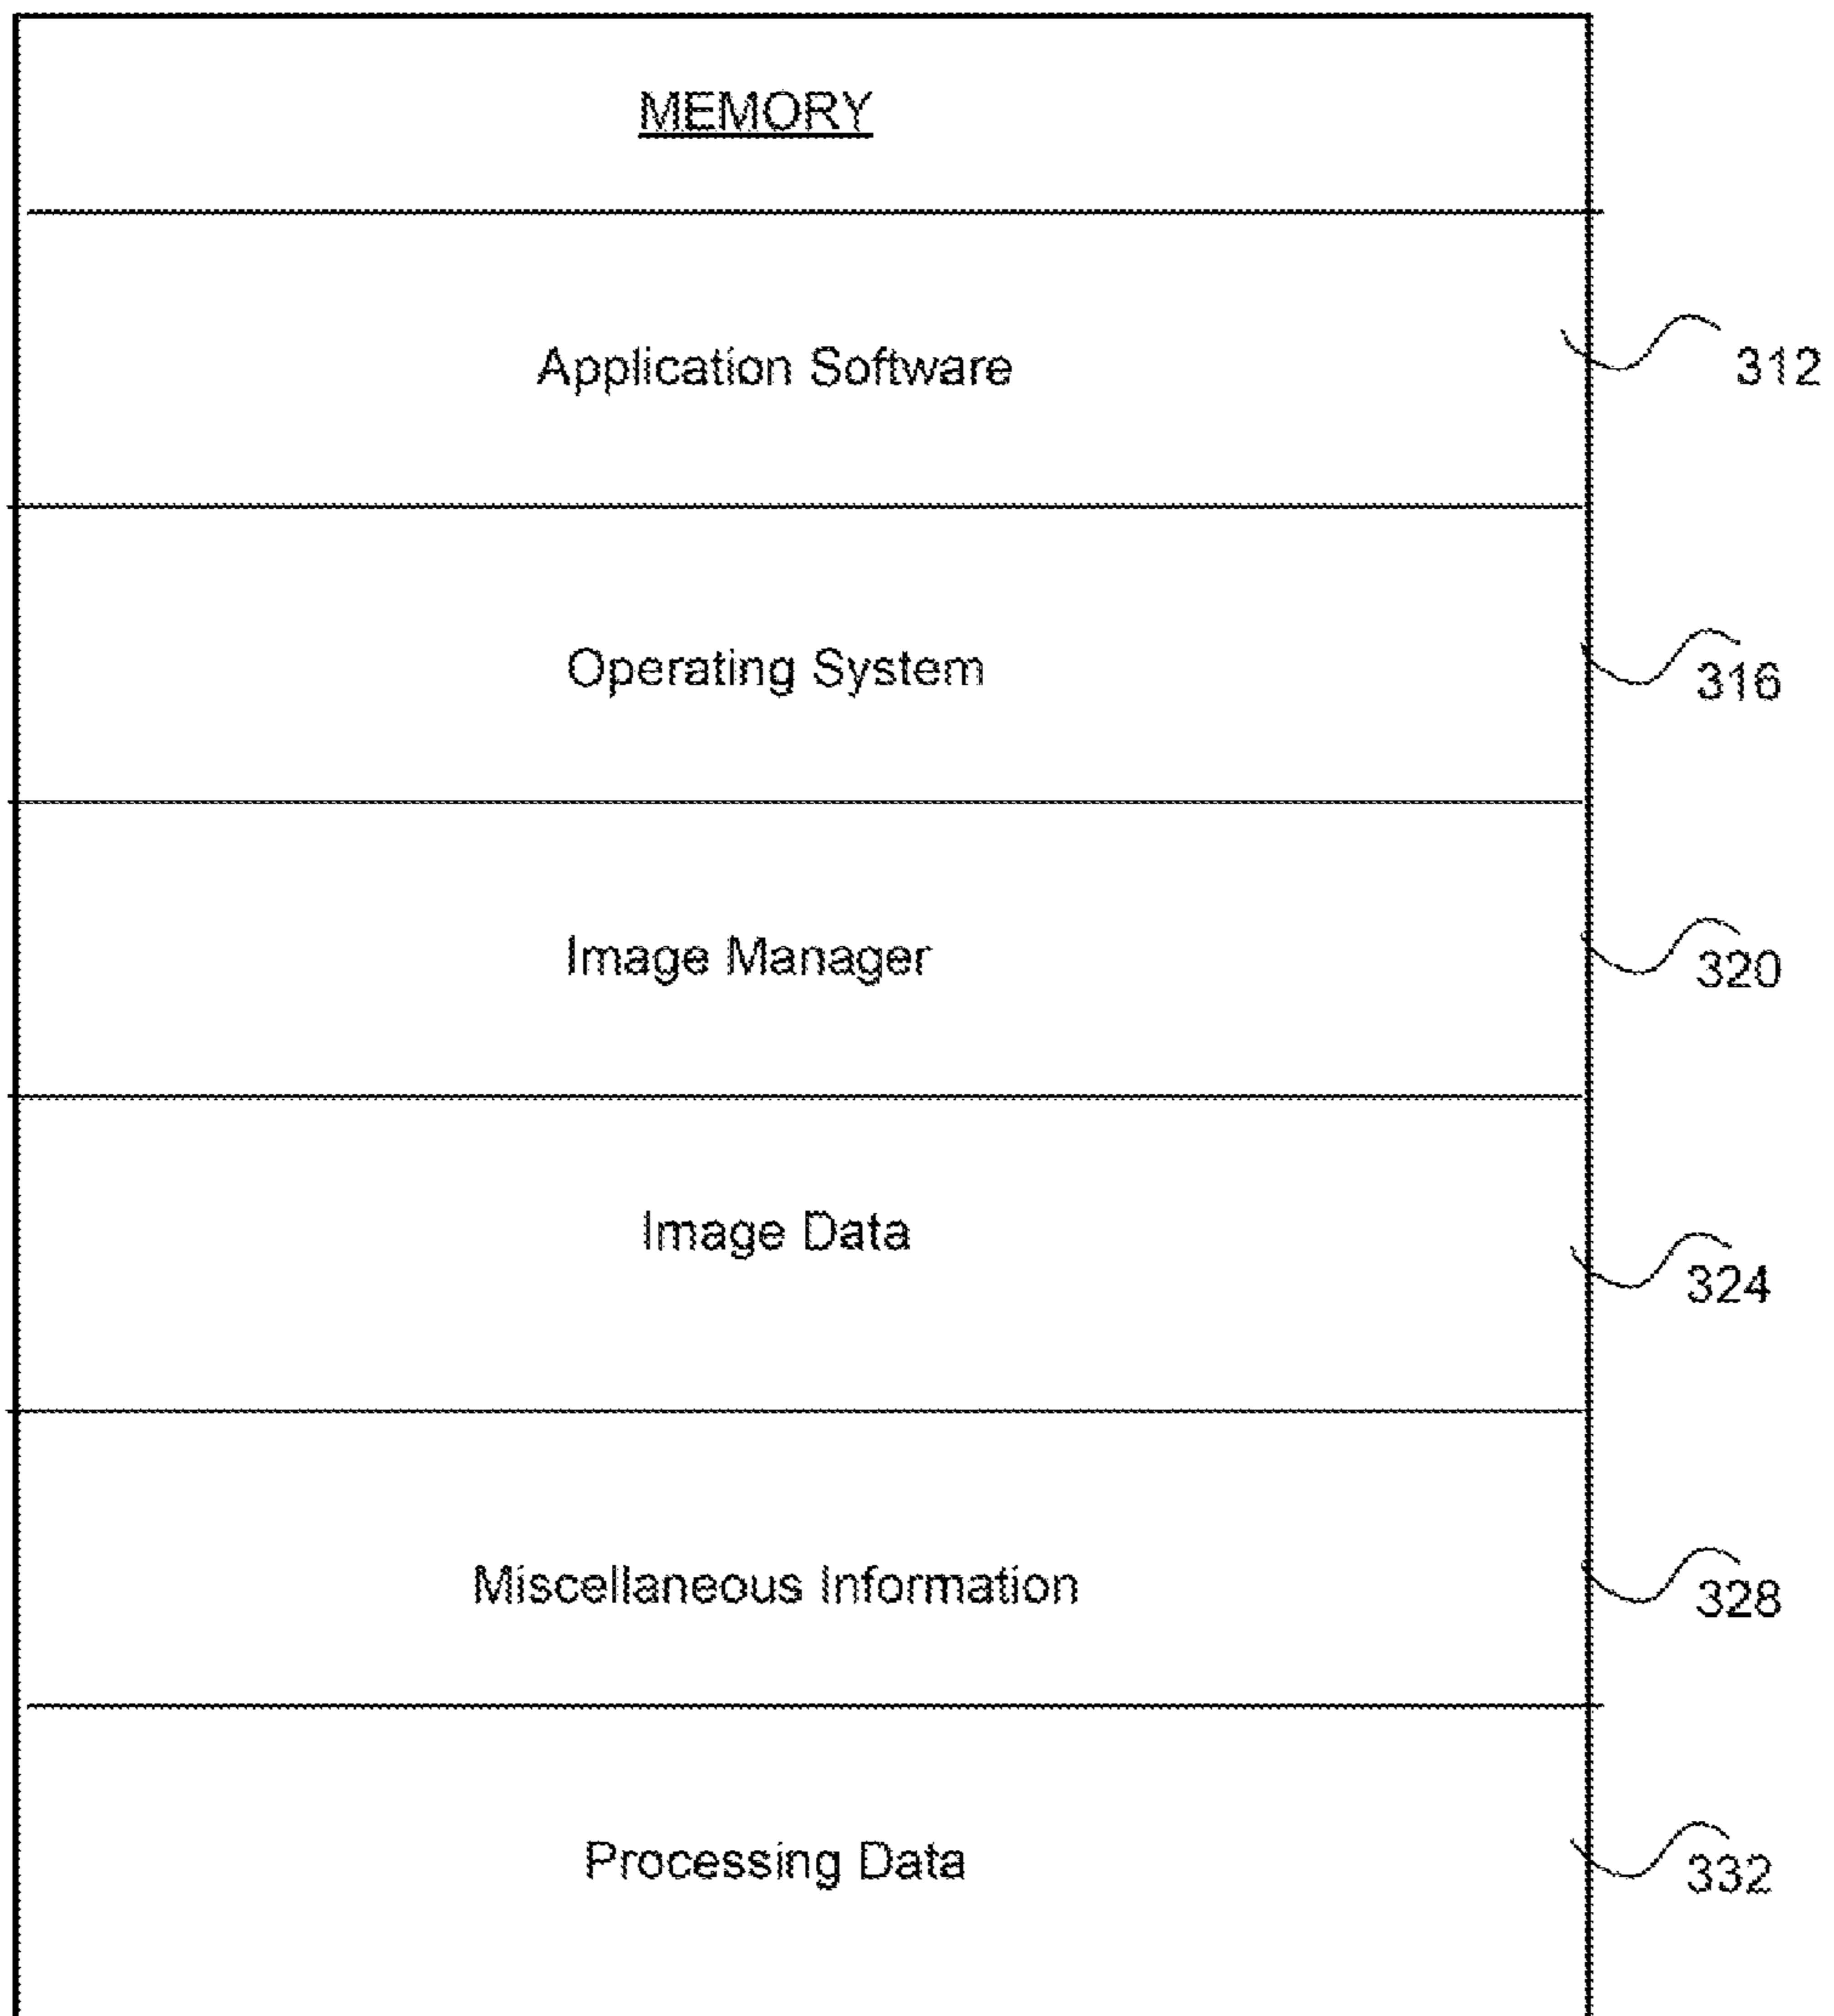 MEMORY
Application Software
312
Operating System
316
Image Manager
320
Image Data
324
Miscellaneous Information
328
Processing Data
332